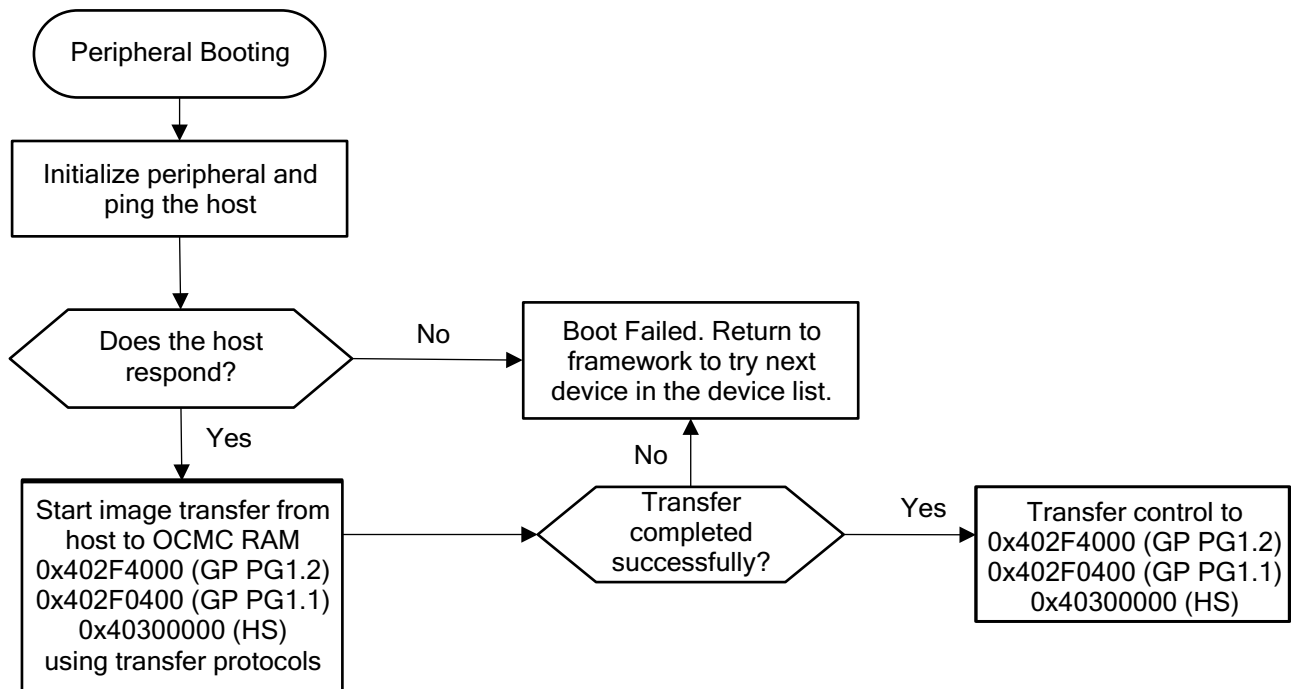 Peripheral Booting
Initialize peripheral and
ping the host
Does the host
respond?
No
Boot Failed. Return to
framework to try next
device in the device list.
Yes
No
Start image transfer from
host to OCMC RAM
0x402F4000 (GP PG1.2)
0x402F0400 (GP PG1.1)
0x40300000 (HS)
using transfer protocols
Transfer
completed
successfully?
Yes
Transfer control to
0x402F4000 (GP PG1.2)
0x402F0400 (GP PG1.1)
0x40300000 (HS)